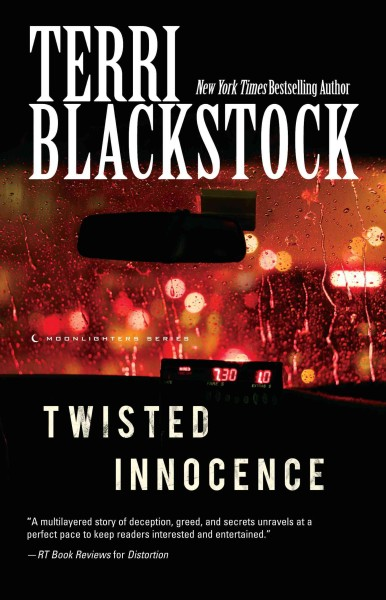 TERRI
New York Times Bestselling Author
BLACKSTOCK
MOONLIGHTERS SERIES
7.30 1.0
TWISTED
INNOCENCE
“A multilayered story of deception, greed, and secrets unravels at a
perfect pace to keep readers interested and entertained.”
—RT Book Reviews for Distortion